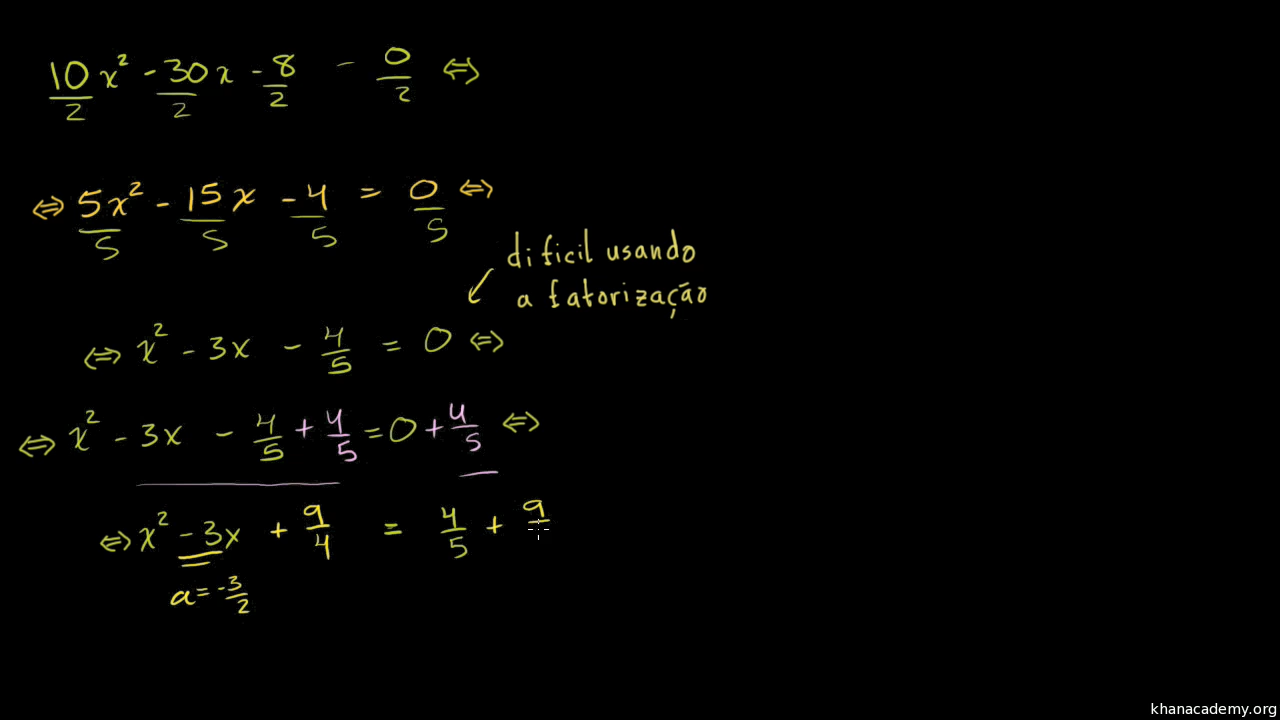 10/2 x² - 30/2 x - 8/2 - 0/2 ⇔
⇔ 5x²/5 - 15/5 x - 4/5 = 0/5 ⇔
dificil usando
a fatorização
⇔ x² - 3x - 4/5 = 0 ⇔
⇔ x² - 3x - 4/5 + 4/5 = 0 + 4/5 ⇔
⇔ x² - 3x + 9/4 = 4/5 + 9
a = -3/2
khanacademy.org